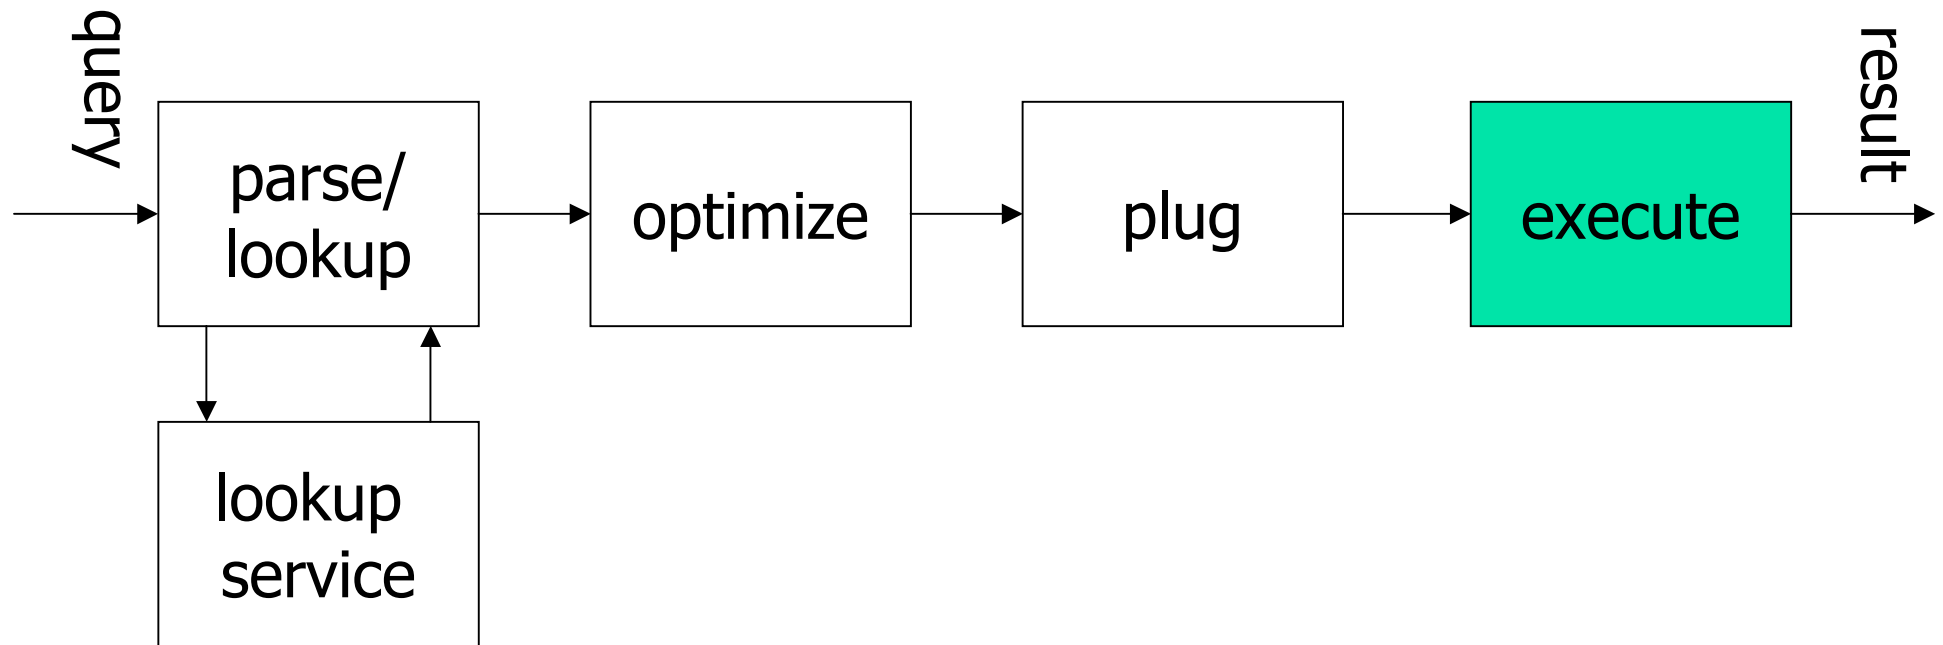 query
parse/
lookup
optimize
plug
execute
result
lookup
service